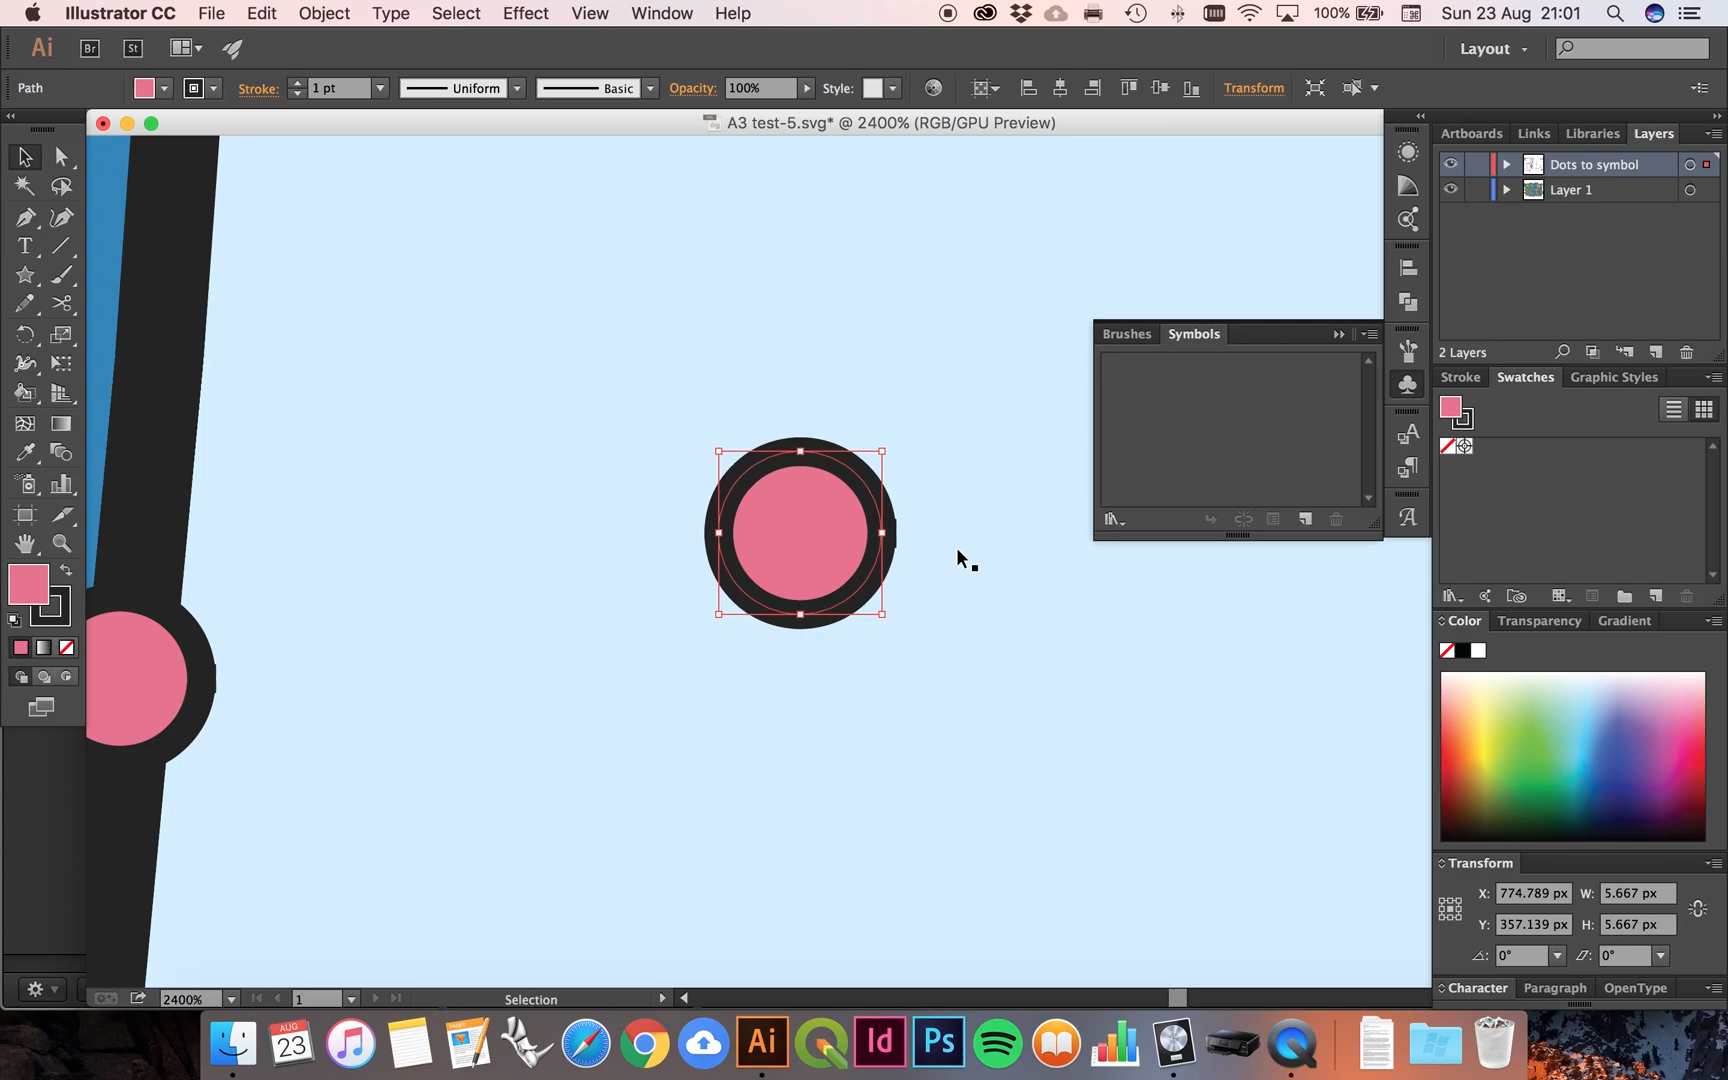 Illustrator CC File Edit Object Type Select Effect View Window Help 100% Sun 23 Aug 21:01
Ai Br St Layout
Path Stroke: 1 pt Uniform Basic Opacity: 100% Style: Transform
A3 test-5.svg* @ 2400% (RGB/GPU Preview)
Artboards Links Libraries Layers
Dots to symbol
Layer 1
2 Layers
Brushes Symbols
Stroke Swatches Graphic Styles
Color Transparency Gradient
Transform
X: 774.789 px W: 5.667 px
Y: 357.139 px H: 5.667 px
0° 0°
Character Paragraph OpenType
2400% 1 Selection
AUG
23
PAGES
Ai Id Ps